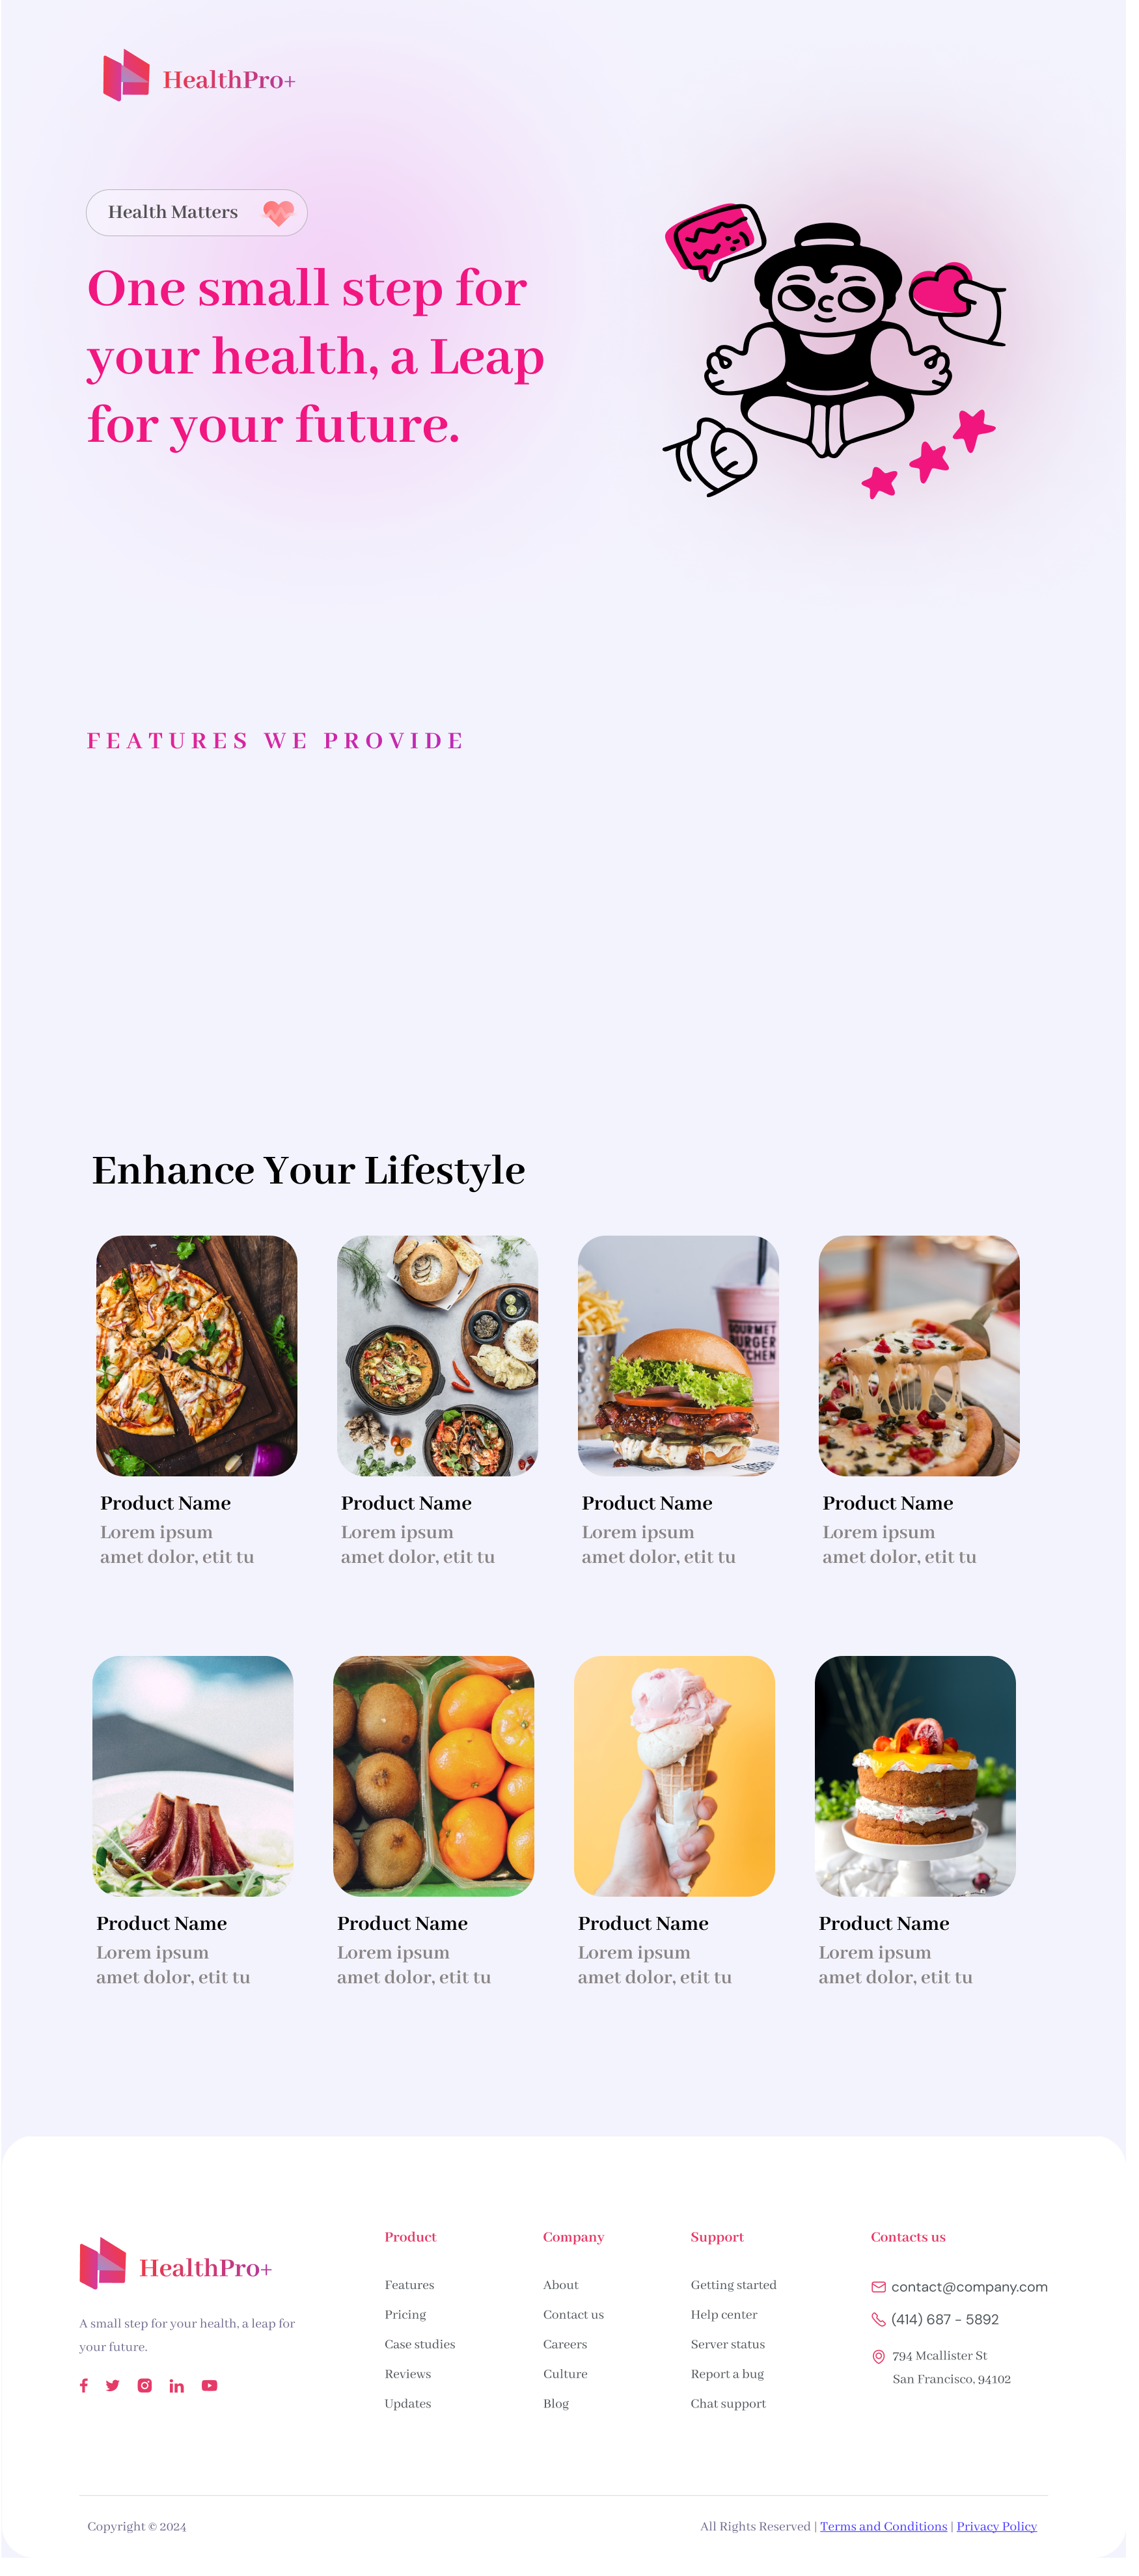 HealthPro+
Health Matters
One small step for
your health, a Leap
for your future.
FEATURES WE PROVIDE
Enhance Your Lifestyle
GOURMET
BURGER
KITCHEN
Product Name
Lorem ipsum
amet dolor, etit tu
Product Name
Lorem ipsum
amet dolor, etit tu
Product Name
Lorem ipsum
amet dolor, etit tu
Product Name
Lorem ipsum
amet dolor, etit tu
Product Name
Lorem ipsum
amet dolor, etit tu
Product Name
Lorem ipsum
amet dolor, etit tu
Product Name
Lorem ipsum
amet dolor, etit tu
Product Name
Lorem ipsum
amet dolor, etit tu
HealthPro+
A small step for your health, a leap for
your future.
Product
Features
Pricing
Case studies
Reviews
Updates
Company
About
Contact us
Careers
Culture
Blog
Support
Getting started
Help center
Server status
Report a bug
Chat support
Contacts us
contact@company.com
(414) 687 - 5892
794 Mcallister St
San Francisco, 94102
Copyright © 2024
All Rights Reserved | Terms and Conditions | Privacy Policy